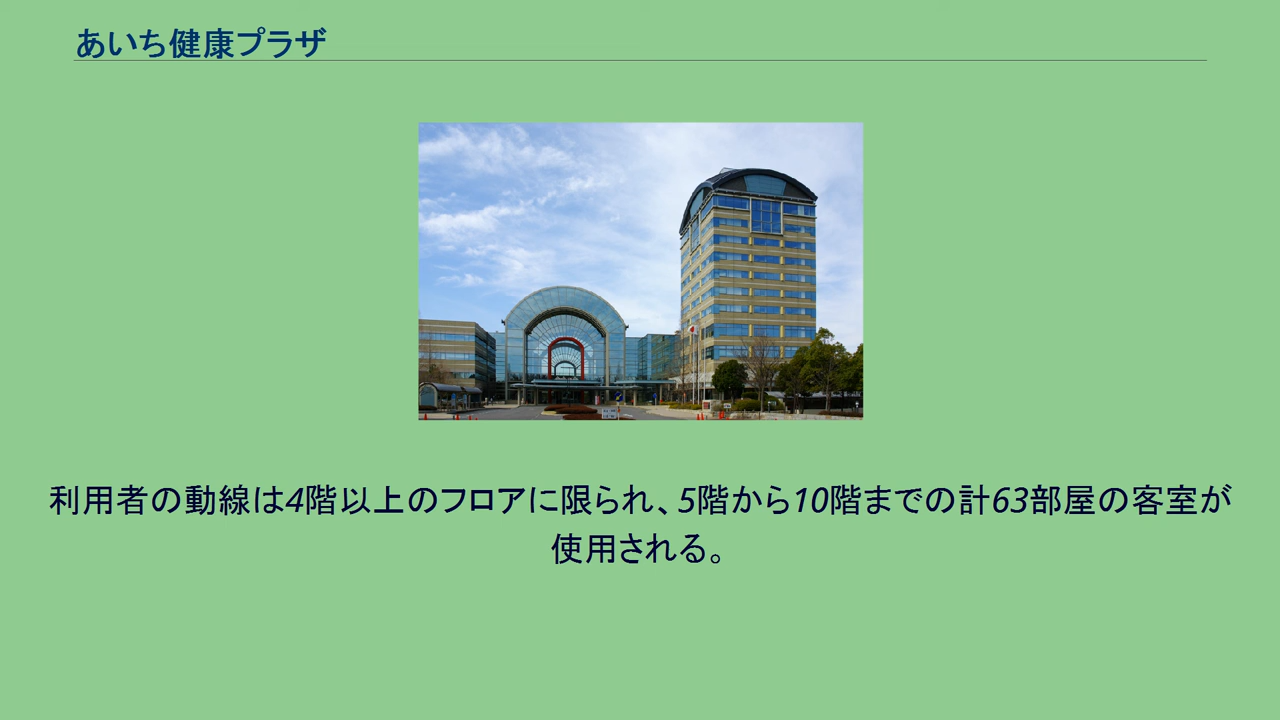 あいち健康プラザ
利用者の動線は4階以上のフロアに限られ、5階から10階までの計63部屋の客室が
使用される。